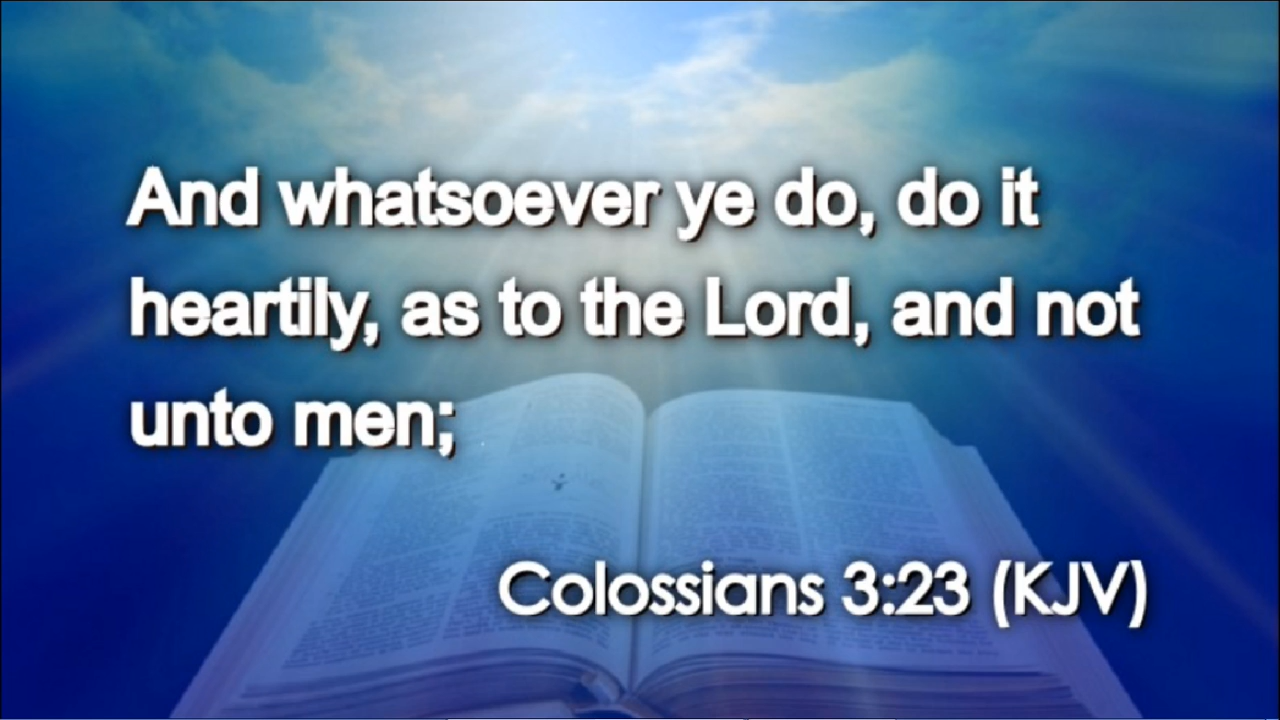 And whatsoever ye do, do it
heartily, as to the Lord, and not
unto men;
Colossians 3:23 (KJV)